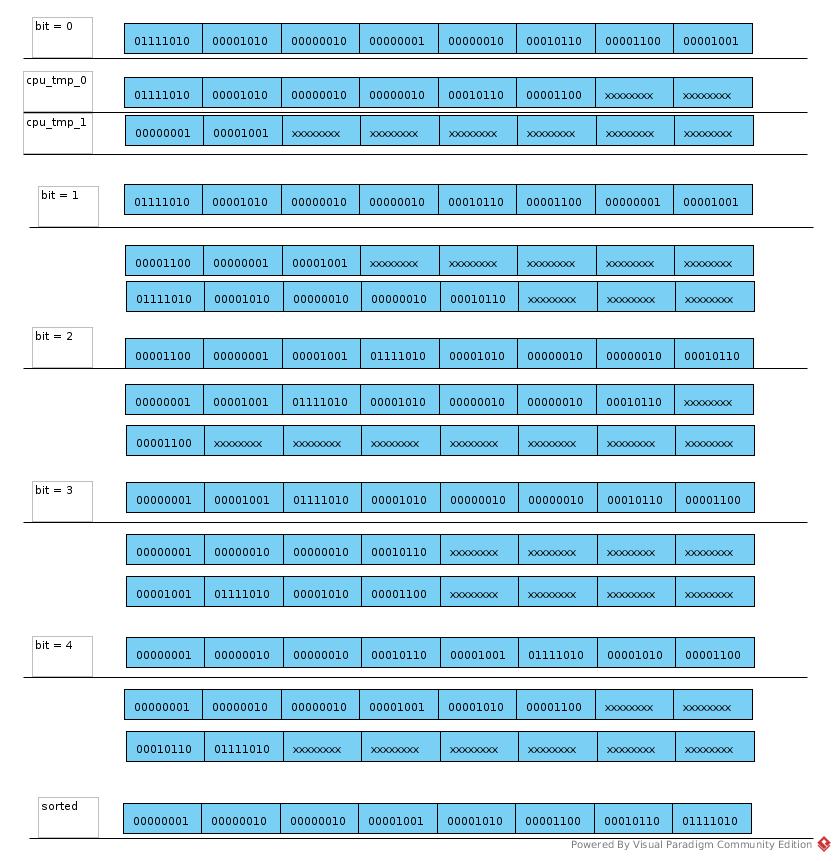 bit = 0
01111010 00001010 00000010 00000001 00000010 00010110 00001100 00001001
cpu_tmp_0
01111010 00001010 00000010 00000010 00010110 00001100 xxxxxxxx xxxxxxxx
cpu_tmp_1
00000001 00001001 xxxxxxxx xxxxxxxx xxxxxxxx xxxxxxxx xxxxxxxx xxxxxxxx
bit = 1
01111010 00001010 00000010 00000010 00010110 00001100 00000001 00001001
00001100 00000001 00001001 xxxxxxxx xxxxxxxx xxxxxxxx xxxxxxxx xxxxxxxx
01111010 00001010 00000010 00000010 00010110 xxxxxxxx xxxxxxxx xxxxxxxx
bit = 2
00001100 00000001 00001001 01111010 00001010 00000010 00000010 00010110
00000001 00001001 01111010 00001010 00000010 00000010 00010110 xxxxxxxx
00001100 xxxxxxxx xxxxxxxx xxxxxxxx xxxxxxxx xxxxxxxx xxxxxxxx xxxxxxxx
bit = 3
00000001 00001001 01111010 00001010 00000010 00000010 00010110 00001100
00000001 00000010 00000010 00010110 xxxxxxxx xxxxxxxx xxxxxxxx xxxxxxxx
00001001 01111010 00001010 00001100 xxxxxxxx xxxxxxxx xxxxxxxx xxxxxxxx
bit = 4
00000001 00000010 00000010 00010110 00001001 01111010 00001010 00001100
00000001 00000010 00000010 00001001 00001010 00001100 xxxxxxxx xxxxxxxx
00010110 01111010 xxxxxxxx xxxxxxxx xxxxxxxx xxxxxxxx xxxxxxxx xxxxxxxx
sorted
00000001 00000010 00000010 00001001 00001010 00001100 00010110 01111010
Powered By Visual Paradigm Community Edition